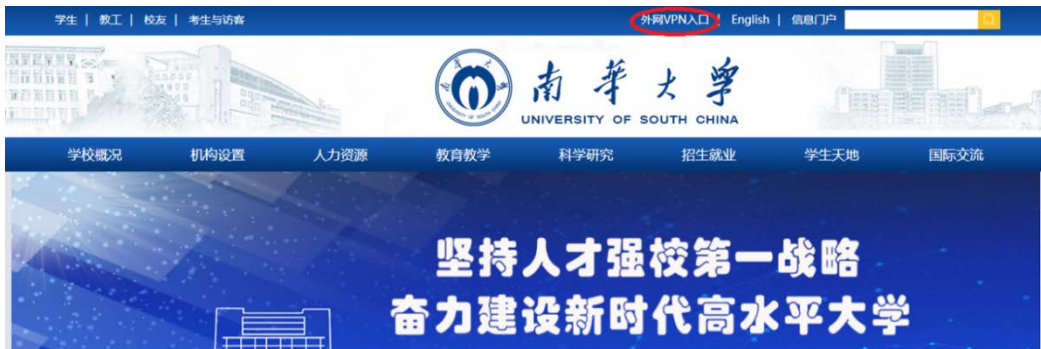 学生 | 教工 | 校友 | 考生与访客
外网VPN入口 | English | 信息门户
南華大學
UNIVERSITY OF SOUTH CHINA
学校概况 机构设置 人力资源 教育教学 科学研究 招生就业 学生天地 国际交流
坚持人才强校第一战略
奋力建设新时代高水平大学